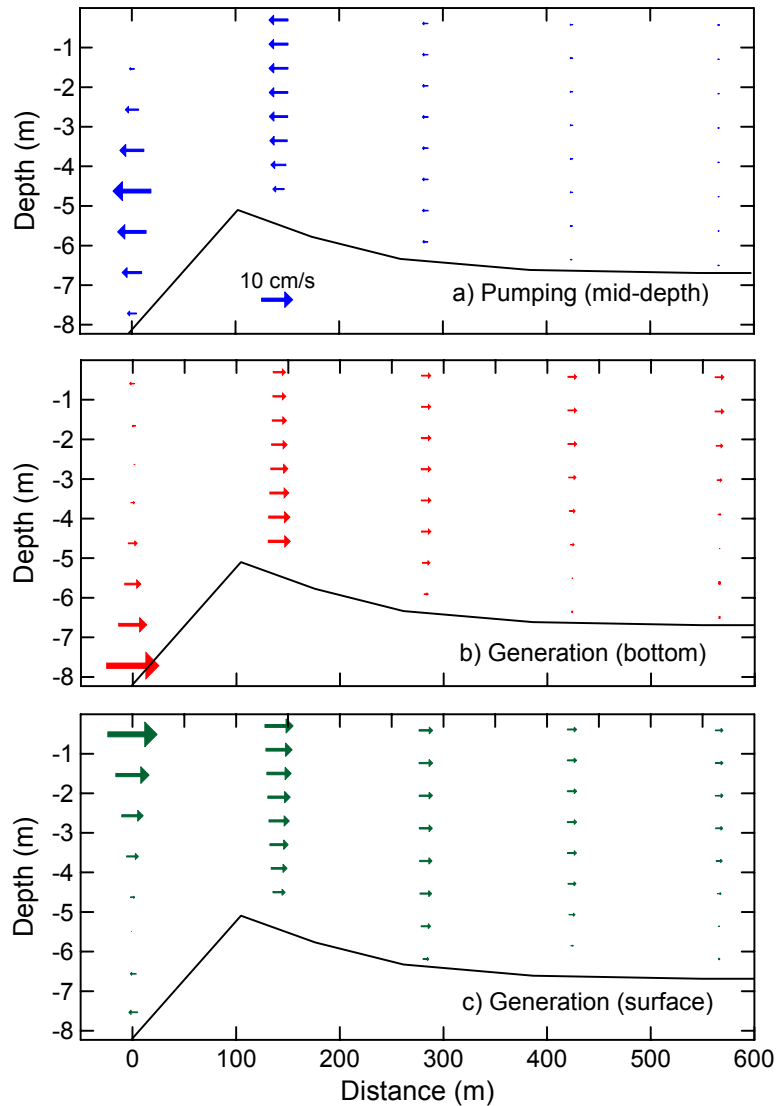 -1
-2
-3
-4
-5
-6
-7
-8
Depth (m)
10 cm/s
a) Pumping (mid-depth)
-1
-2
-3
-4
-5
-6
-7
-8
Depth (m)
b) Generation (bottom)
-1
-2
-3
-4
-5
-6
-7
-8
Depth (m)
c) Generation (surface)
0 100 200 300 400 500 600
Distance (m)